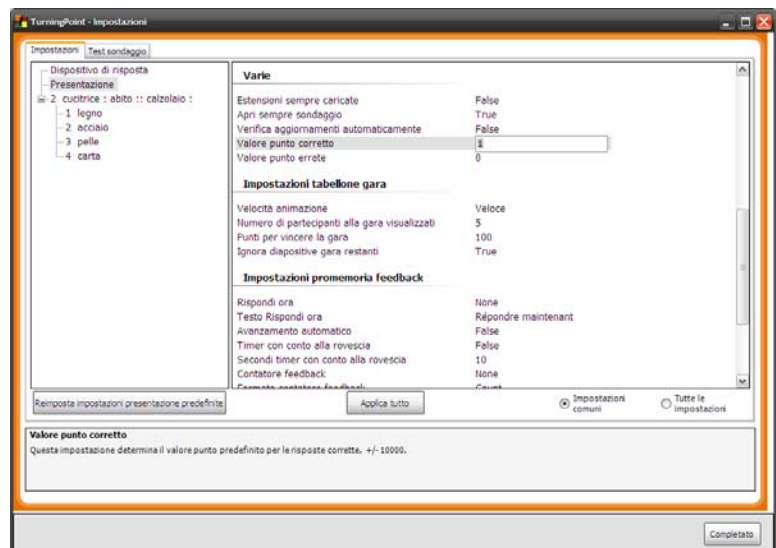 TurningPoint - Impostazioni
Impostazioni Test sondaggio
Dispositivo di risposta
Presentazione
2 cucitrice : abito :: calzolaio :
1 legno
2 acciaio
3 pelle
4 carta
Varie
Estensioni sempre caricate False
Apri sempre sondaggio True
Verifica aggiornamenti automaticamente False
Valore punto corretto 1
Valore punto errate 0
Impostazioni tabellone gara
Velocità animazione Veloce
Numero di partecipanti alla gara visualizzati 5
Punti per vincere la gara 100
Ignora diapositive gara restanti True
Impostazioni promemoria feedback
Rispondi ora None
Testo Rispondi ora Répondre maintenant
Avanzamento automatico False
Timer con conto alla rovescia False
Secondi timer con conto alla rovescia 10
Contatore feedback None
Formato contatore feedback Count
Reimposta impostazioni presentazione predefinite Applica tutto Impostazioni comuni Tutte le impostazioni
Valore punto corretto
Questa impostazione determina il valore punto predefinito per le risposte corrette. +/-10000.
Completato